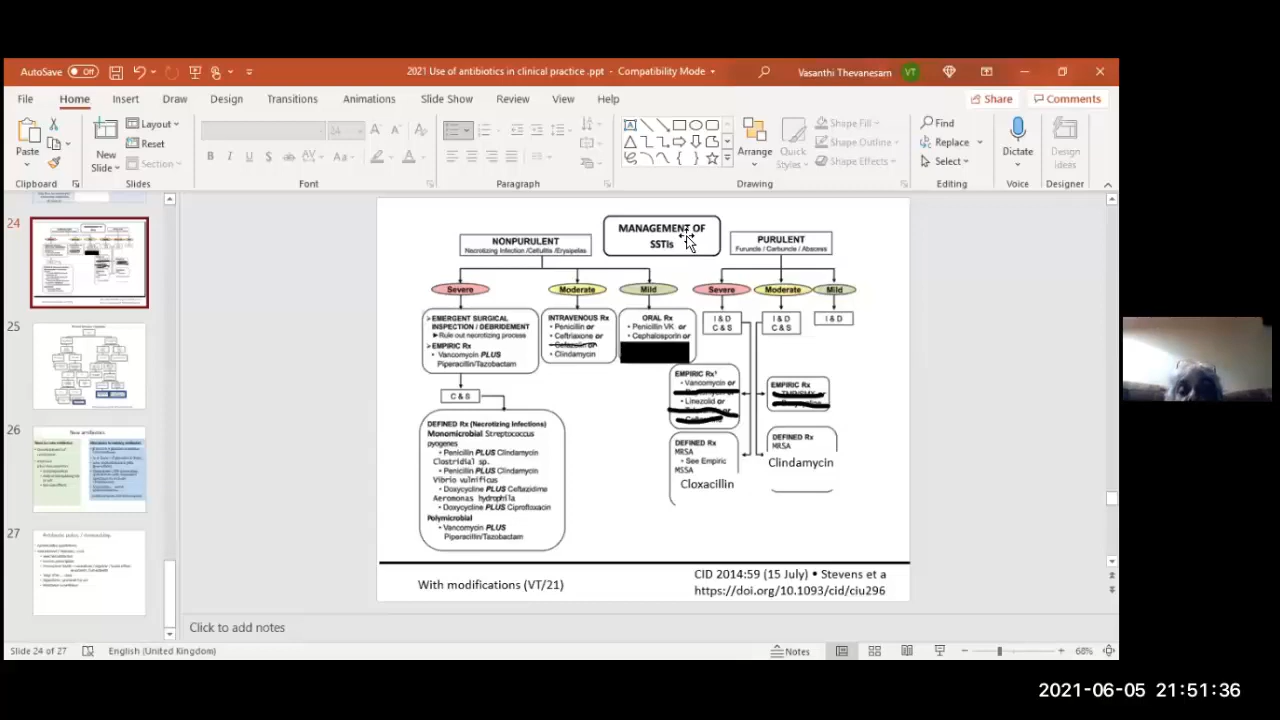 AutoSave Off
2021 Use of antibiotics in clinical practice .ppt - Compatibility Mode
Vasanthi Thevanesam VT
File Home Insert Draw Design Transitions Animations Slide Show Review View Help
Share Comments
Paste
New Slide
Layout
Reset
Section
Arrange
Quick Styles
Shape Fill
Shape Outline
Shape Effects
Find
Replace
Select
Dictate
Design Ideas
Clipboard Slides Font Paragraph Drawing Editing Voice Designer
24
25
26
27
MANAGEMENT OF
SSTIs
NONPURULENT
Necrotizing Infection /Cellulitis /Erysipelas
PURULENT
Furuncle / Carbuncle / Abscess
Severe Moderate Mild Severe Moderate Mild
EMERGENT SURGICAL
INSPECTION / DEBRIDEMENT
Rule out necrotizing process
EMPIRIC Rx
• Vancomycin PLUS
Piperacillin/Tazobactam
INTRAVENOUS Rx
• Penicillin or
• Ceftriaxone or
• Cefazolin or
• Clindamycin
ORAL Rx
• Penicillin VK or
• Cephalosporin or
I & D
C & S
I & D
C & S
I & D
C & S
EMPIRIC Rx¹
• Vancomycin or
• Linezolid or
EMPIRIC Rx
DEFINED Rx (Necrotizing Infections)
Monomicrobial Streptococcus
pyogenes
• Penicillin PLUS Clindamycin
Clostridial sp.
• Penicillin PLUS Clindamycin
Vibrio vulnificus
• Doxycycline PLUS Ceftazidime
Aeromonas hydrophila
• Doxycycline PLUS Ciprofloxacin
Polymicrobial
• Vancomycin PLUS
Piperacillin/Tazobactam
DEFINED Rx
MRSA
• See Empiric
MSSA
Cloxacillin
DEFINED Rx
MRSA
Clindamycin
With modifications (VT/21)
CID 2014:59 (15 July) • Stevens et a
https://doi.org/10.1093/cid/ciu296
Click to add notes
Slide 24 of 27 English (United Kingdom)
Notes
68%
2021-06-05 21:51:36